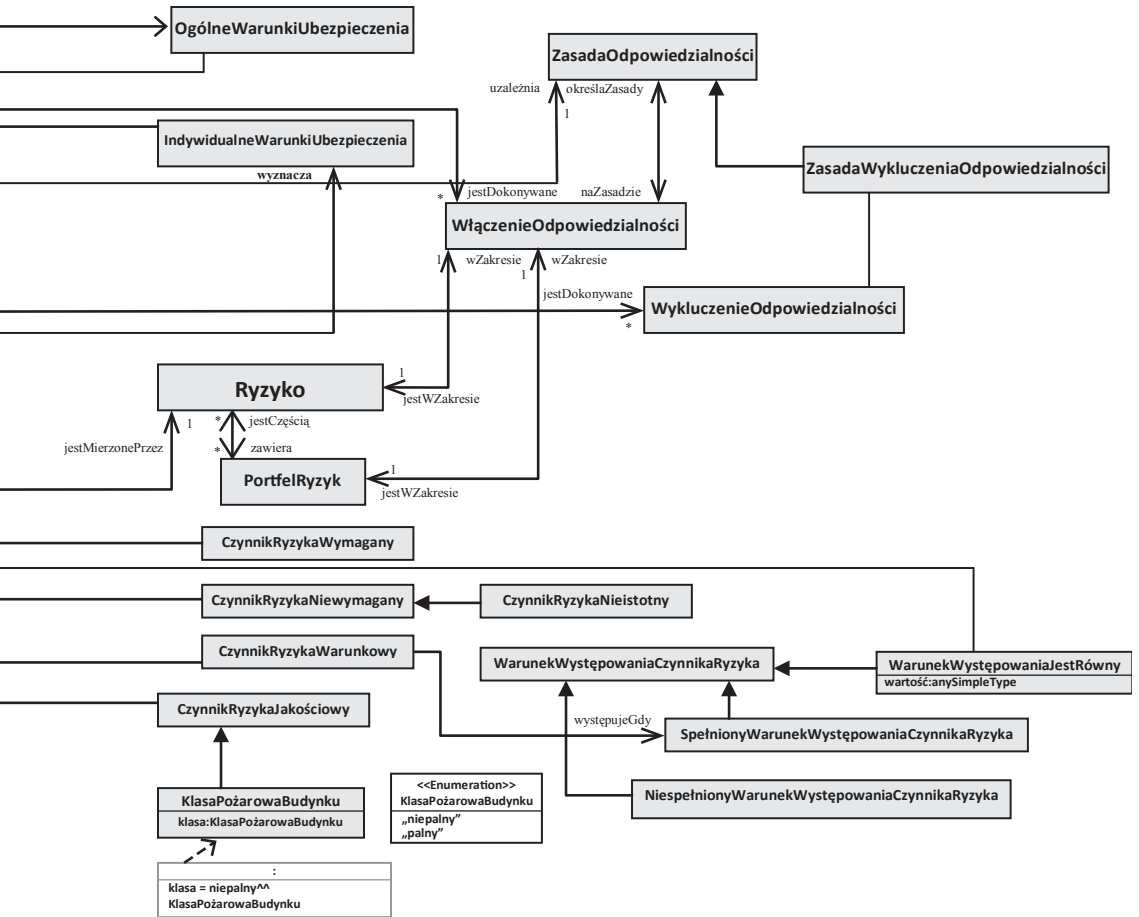 OgólneWarunkiUbezpieczenia
ZasadaOdpowiedzialności
uzależnia
określaZasady
1
IndywidualneWarunkiUbezpieczenia
wyznacza
ZasadaWykluczeniaOdpowiedzialności
* jestDokonywane
naZasadzie
WłączenieOdpowiedzialności
1 wZakresie
1 wZakresie
jestDokonywane
*
WykluczenieOdpowiedzialności
Ryzyko
1
jestWZakresie
1
* jestCzęścią
jestMierzonePrzez
* zawiera
PortfelRyzyk
1
jestWZakresie
CzynnikRyzykaWymagany
CzynnikRyzykaNiewymagany
CzynnikRyzykaNieistotny
CzynnikRyzykaWarunkowy
WarunekWystępowaniaCzynnikaRyzyka
WarunekWystępowaniaJestRówny
wartość:anySimpleType
CzynnikRyzykaJakościowy
występujeGdy
SpełnionyWarunekWystępowaniaCzynnikaRyzyka
KlasaPożarowaBudynku
klasa:KlasaPożarowaBudynku
<<Enumeration>>
KlasaPożarowaBudynku
„niepalny”
„palny”
NiespełnionyWarunekWystępowaniaCzynnikaRyzyka
:
klasa = niepalny^^
KlasaPożarowaBudynku